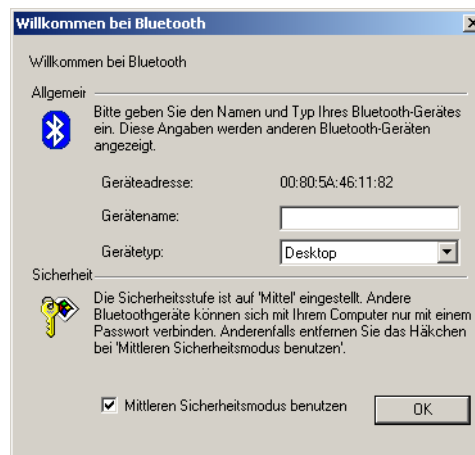 Willkommen bei Bluetooth
Willkommen bei Bluetooth
Allgemeir
Bitte geben Sie den Namen und Typ Ihres Bluetooth-Gerätes
ein. Diese Angaben werden anderen Bluetooth-Geräten
angezeigt.
Geräteadresse: 00:80:5A:46:11:82
Gerätename:
Gerätetyp: Desktop
Sicherheit
Die Sicherheitsstufe ist auf 'Mittel' eingestellt. Andere
Bluetoothgeräte können sich mit Ihrem Computer nur mit einem
Passwort verbinden. Anderenfalls entfernen Sie das Häkchen
bei 'Mittleren Sicherheitsmodus benutzen'.
Mittleren Sicherheitsmodus benutzen OK